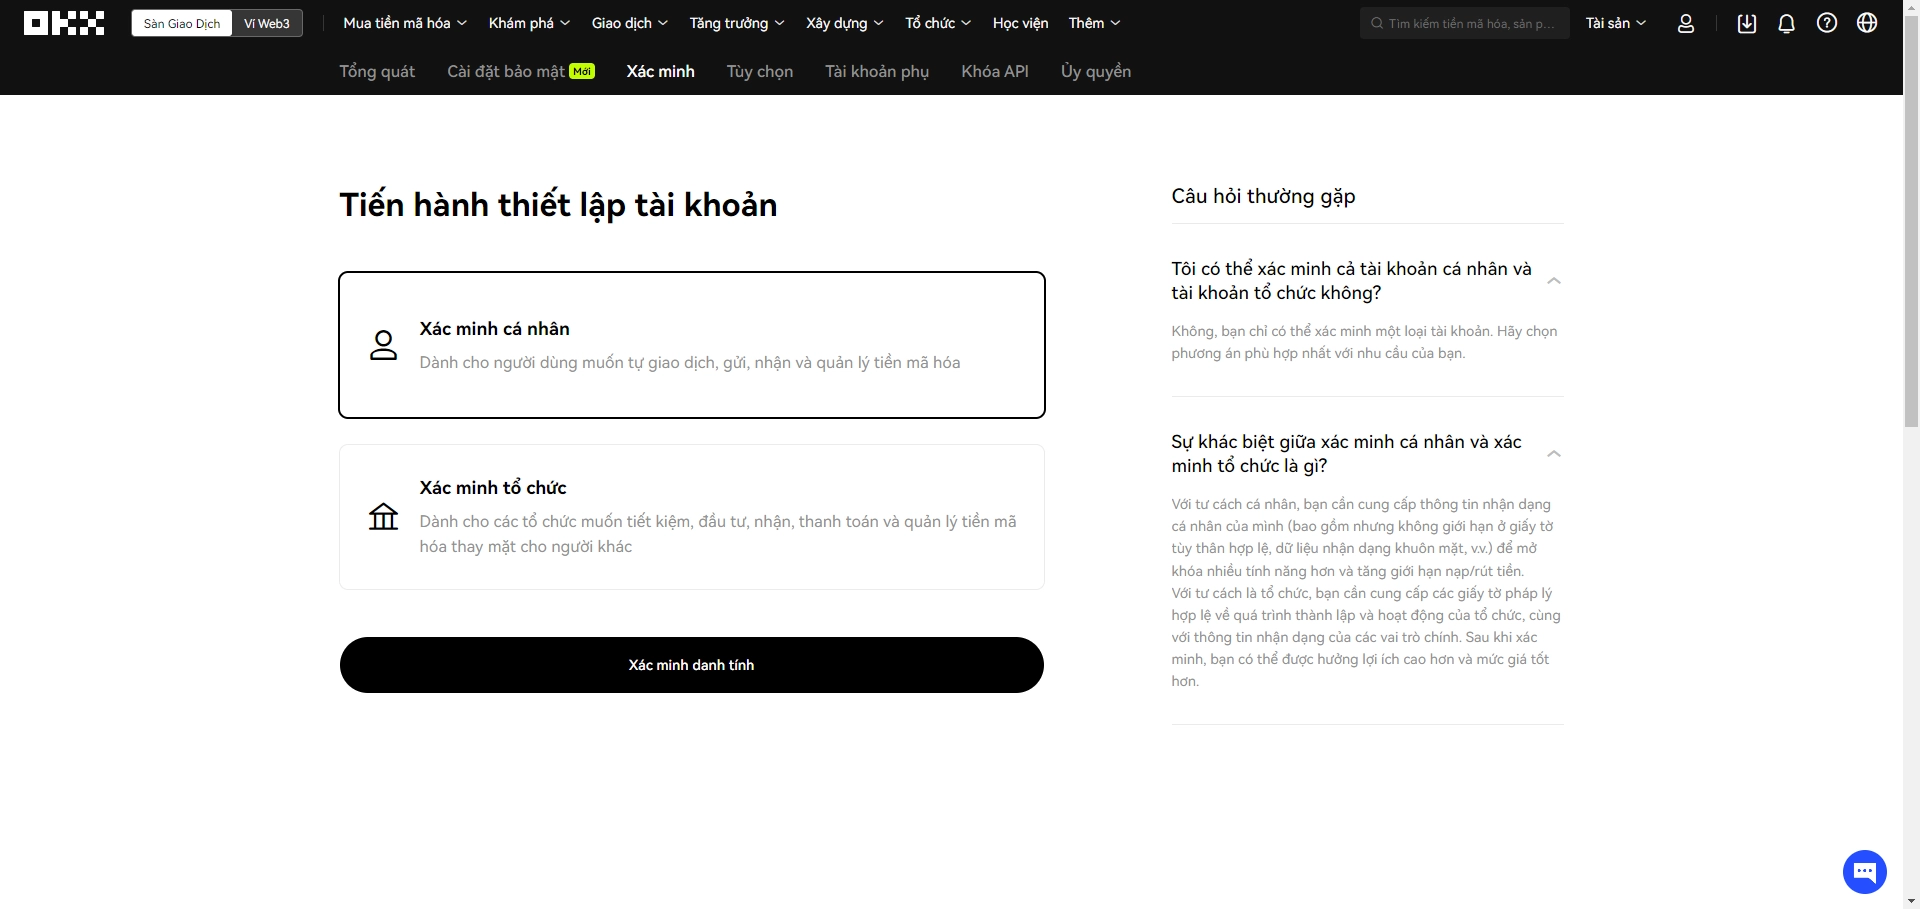 OKX
Sàn Giao Dịch
Ví Web3
Mua tiền mã hóa
Khám phá
Giao dịch
Tăng trưởng
Xây dựng
Tổ chức
Học viện
Thêm
Tìm kiếm tiền mã hóa, sản p...
Tài sản
Tổng quát
Cài đặt bảo mật Mới
Xác minh
Tùy chọn
Tài khoản phụ
Khóa API
Ủy quyền
Tiến hành thiết lập tài khoản
Xác minh cá nhân
Dành cho người dùng muốn tự giao dịch, gửi, nhận và quản lý tiền mã hóa
Xác minh tổ chức
Dành cho các tổ chức muốn tiết kiệm, đầu tư, nhận, thanh toán và quản lý tiền mã
hóa thay mặt cho người khác
Xác minh danh tính
Câu hỏi thường gặp
Tôi có thể xác minh cả tài khoản cá nhân và
tài khoản tổ chức không?
Không, bạn chỉ có thể xác minh một loại tài khoản. Hãy chọn
phương án phù hợp nhất với nhu cầu của bạn.
Sự khác biệt giữa xác minh cá nhân và xác
minh tổ chức là gì?
Với tư cách cá nhân, bạn cần cung cấp thông tin nhận dạng
cá nhân của mình (bao gồm nhưng không giới hạn ở giấy tờ
tùy thân hợp lệ, dữ liệu nhận dạng khuôn mặt, v.v.) để mở
khóa nhiều tính năng hơn và tăng giới hạn nạp/rút tiền.
Với tư cách là tổ chức, bạn cần cung cấp các giấy tờ pháp lý
hợp lệ về quá trình thành lập và hoạt động của tổ chức, cùng
với thông tin nhận dạng của các vai trò chính. Sau khi xác
minh, bạn có thể được hưởng lợi ích cao hơn và mức giá tốt
hơn.